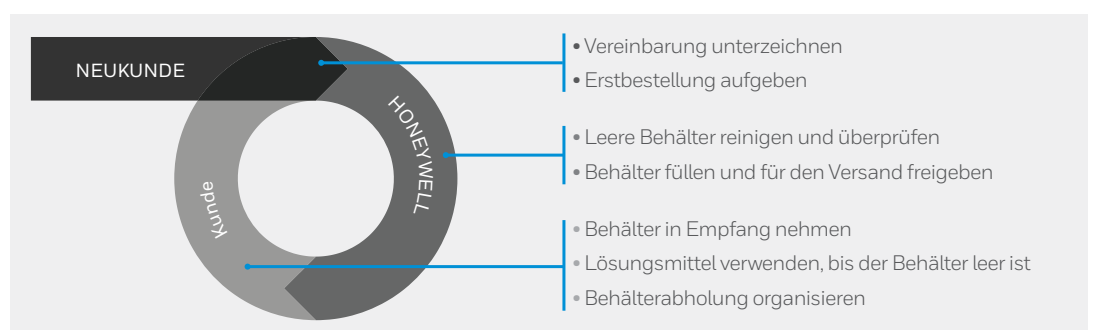 NEUKUNDE
• Vereinbarung unterzeichnen
• Erstbestellung aufgeben
HONEYWELL
• Leere Behälter reinigen und überprüfen
• Behälter füllen und für den Versand freigeben
Kunde
• Behälter in Empfang nehmen
• Lösungsmittel verwenden, bis der Behälter leer ist
• Behälterabholung organisieren